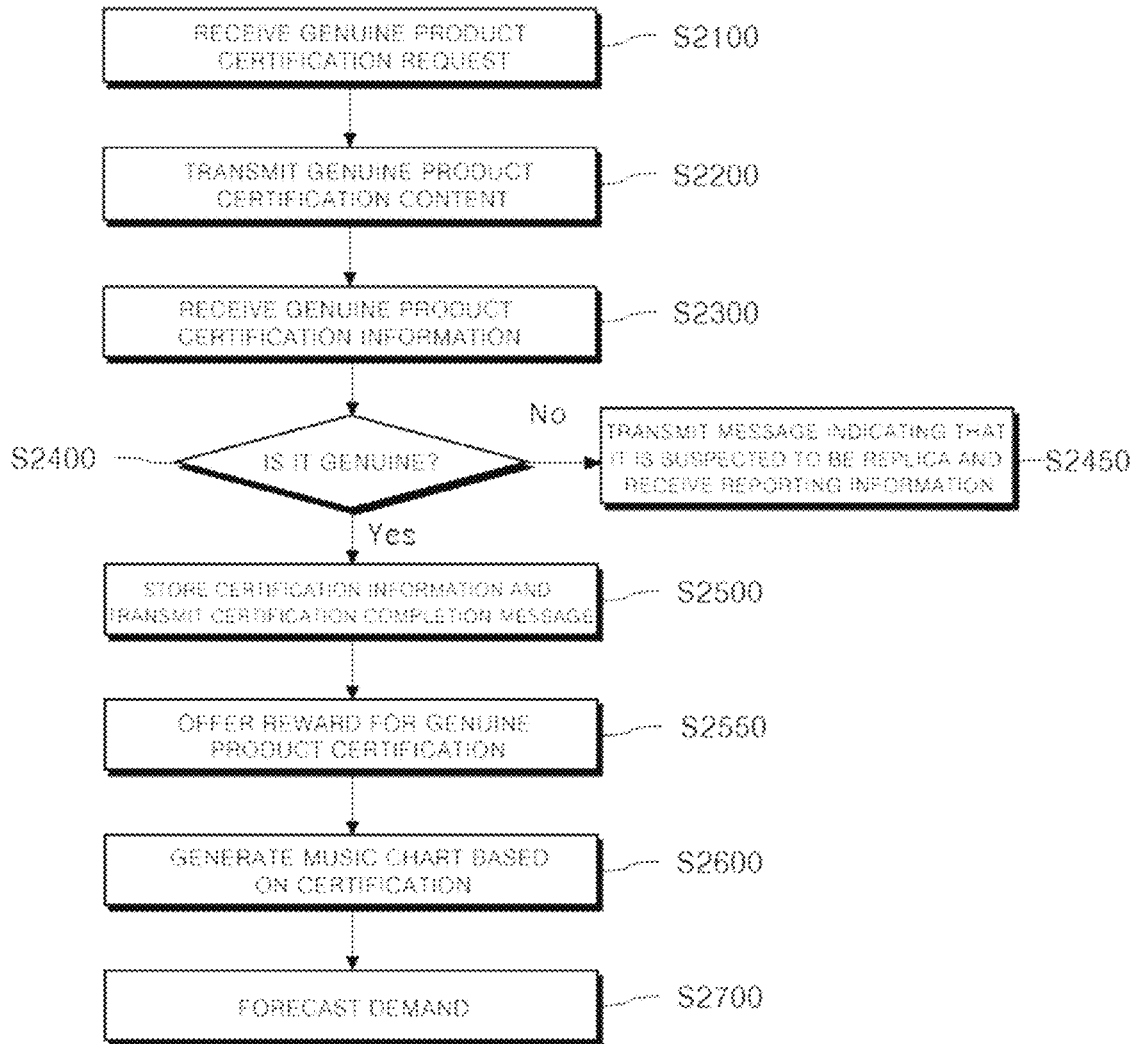 RECEIVE GENUINE PRODUCT
CERTIFICATION REQUEST
S2100
TRANSMIT GENUINE PRODUCT
CERTIFICATION CONTENT
S2200
RECEIVE GENUINE PRODUCT
CERTIFICATION INFORMATION
S2300
S2400
IS IT GENUINE?
No
TRANSMIT MESSAGE INDICATING THAT
IT IS SUSPECTED TO BE REPLICA AND
RECEIVE REPORTING INFORMATION
S2450
Yes
STORE CERTIFICATION INFORMATION AND
TRANSMIT CERTIFICATION COMPLETION MESSAGE
S2500
OFFER REWARD FOR GENUINE
PRODUCT CERTIFICATION
S2550
GENERATE MUSIC CHART BASED
ON CERTIFICATION
S2600
FORECAST DEMAND
S2700